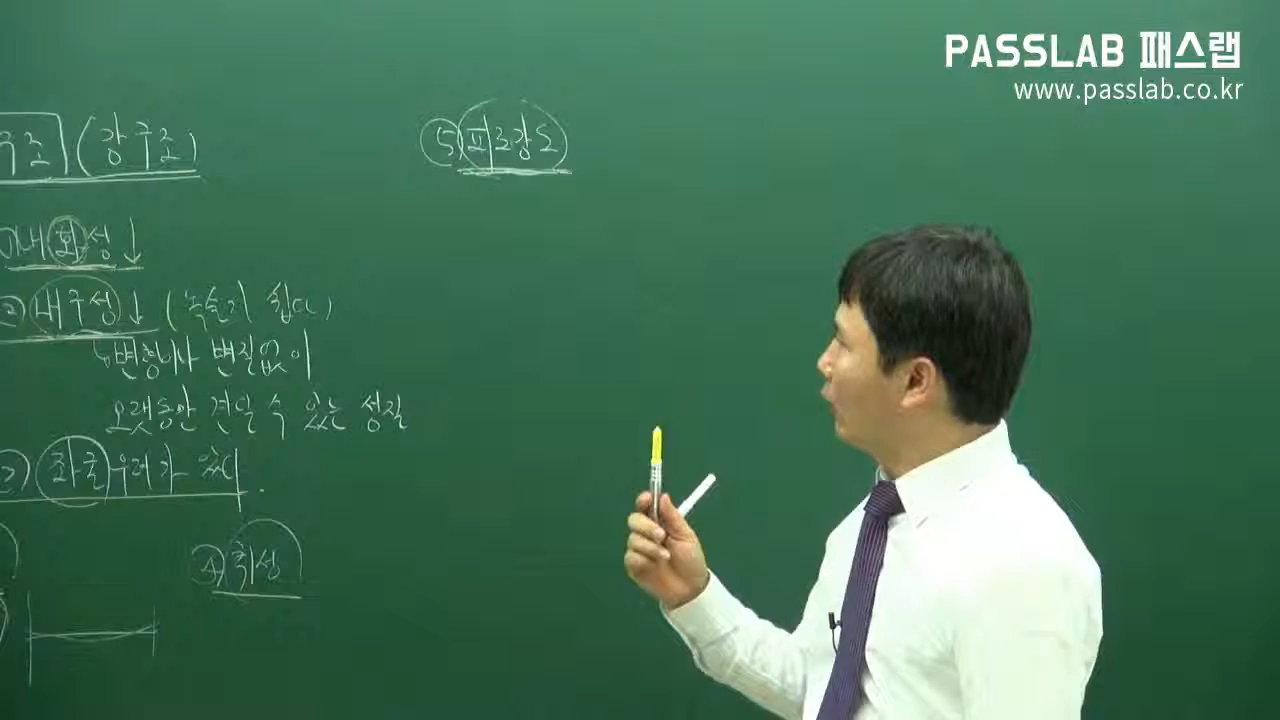 PASSLAB 패스랩
www.passlab.co.kr
구조 (강구조)
내화성↓
② 내구성↓ (녹슬기 쉽다)
변형이나 변질없이
오랫동안 견딜 수 있는 성질
좌굴우려가 있다.
④ 취성
⑤ 피로강도